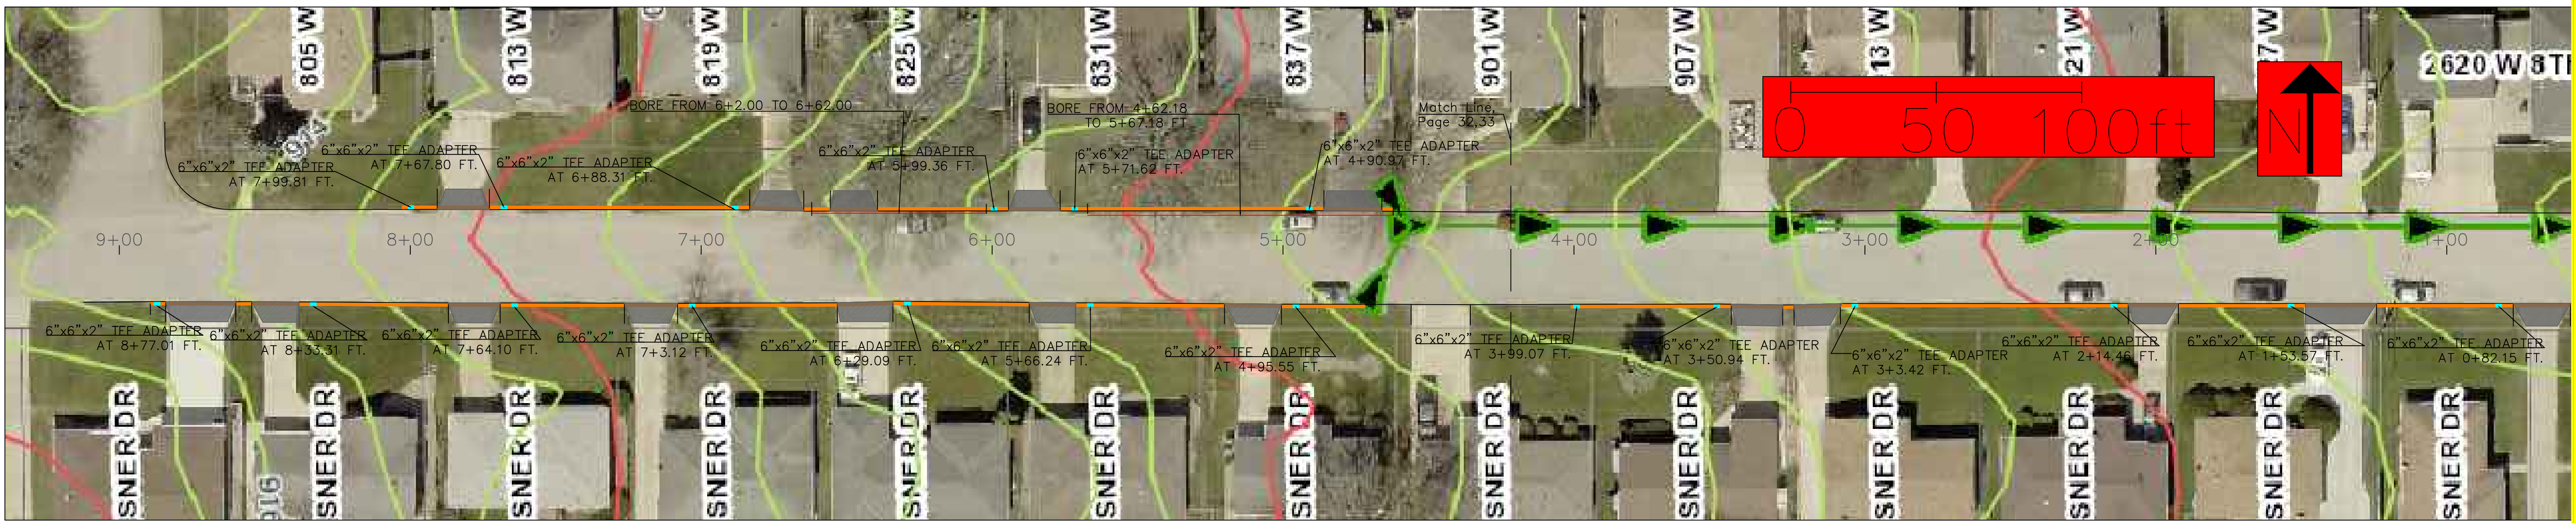 805 W
813 W
819 W
825 W
831 W
837 W
901 W
907 W
13 W
21 W
7 W
2620 W 8TH
0 50 100ft
N
BORE FROM 6+2.00 TO 6+62.00
BORE FROM 4+62.18
TO 5+67.18 FT.
Match Line,
Page 32,33
6"x6"x2" TEE ADAPTER
AT 7+99.81 FT.
6"x6"x2" TEE ADAPTER
AT 7+67.80 FT.
6"x6"x2" TEE ADAPTER
AT 6+88.31 FT.
6"x6"x2" TEE ADAPTER
AT 5+99.36 FT.
6"x6"x2" TEE ADAPTER
AT 5+71.62 FT.
6"x6"x2" TEE ADAPTER
AT 4+90.97 FT.
9+00
8+00
7+00
6+00
5+00
4+00
3+00
2+00
1+00
6"x6"x2" TEE ADAPTER
AT 8+77.01 FT.
6"x6"x2" TEE ADAPTER
AT 8+33.31 FT.
6"x6"x2" TEE ADAPTER
AT 7+64.10 FT.
6"x6"x2" TEE ADAPTER
AT 7+3.12 FT.
6"x6"x2" TEE ADAPTER
AT 6+29.09 FT.
6"x6"x2" TEE ADAPTER
AT 5+66.24 FT.
6"x6"x2" TEE ADAPTER
AT 4+95.55 FT.
6"x6"x2" TEE ADAPTER
AT 3+99.07 FT.
6"x6"x2" TEE ADAPTER
AT 3+50.94 FT.
6"x6"x2" TEE ADAPTER
AT 3+3.42 FT.
6"x6"x2" TEE ADAPTER
AT 2+14.46 FT.
6"x6"x2" TEE ADAPTER
AT 1+53.57 FT.
6"x6"x2" TEE ADAPTER
AT 0+82.15 FT.
SNER DR
SNER DR
SNER DR
SNER DR
SNER DR
SNER DR
SNER DR
SNER DR
SNER DR
SNER DR
SNER DR
SNER DR
SNER DR
916